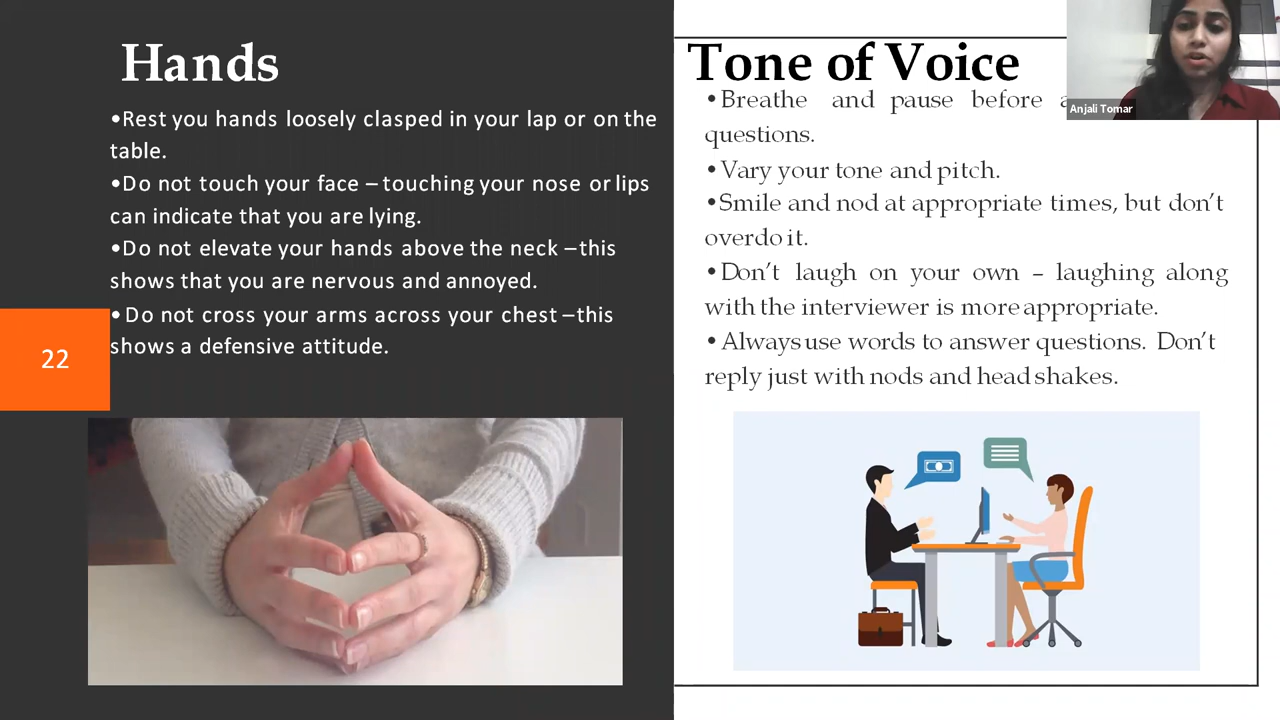 Hands
•Rest you hands loosely clasped in your lap or on the
table.
•Do not touch your face – touching your nose or lips
can indicate that you are lying.
•Do not elevate your hands above the neck –this
shows that you are nervous and annoyed.
• Do not cross your arms across your chest –this
shows a defensive attitude.
22
Tone of Voice
•Breathe and pause before
questions.
•Vary your tone and pitch.
•Smile and nod at appropriate times, but don't
overdo it.
•Don't laugh on your own – laughing along
with the interviewer is more appropriate.
•Always use words to answer questions. Don't
reply just with nods and head shakes.
Anjali Tomar